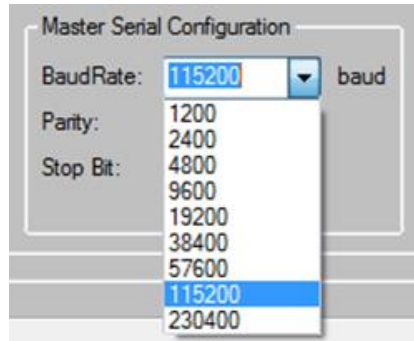 Master Serial Configuration
BaudRate: 115200 baud
Parity:
Stop Bit:
1200
2400
4800
9600
19200
38400
57600
115200
230400